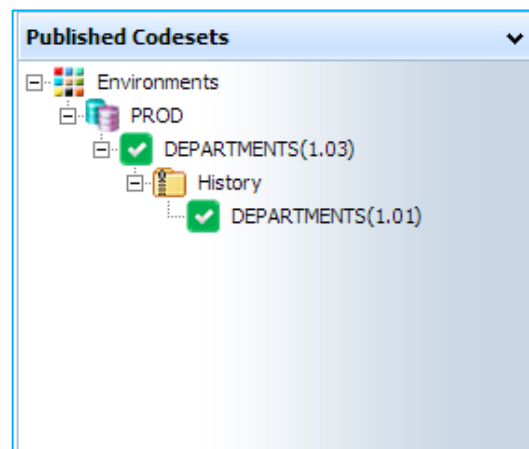 Published Codesets
Environments
PROD
DEPARTMENTS(1.03)
History
DEPARTMENTS(1.01)